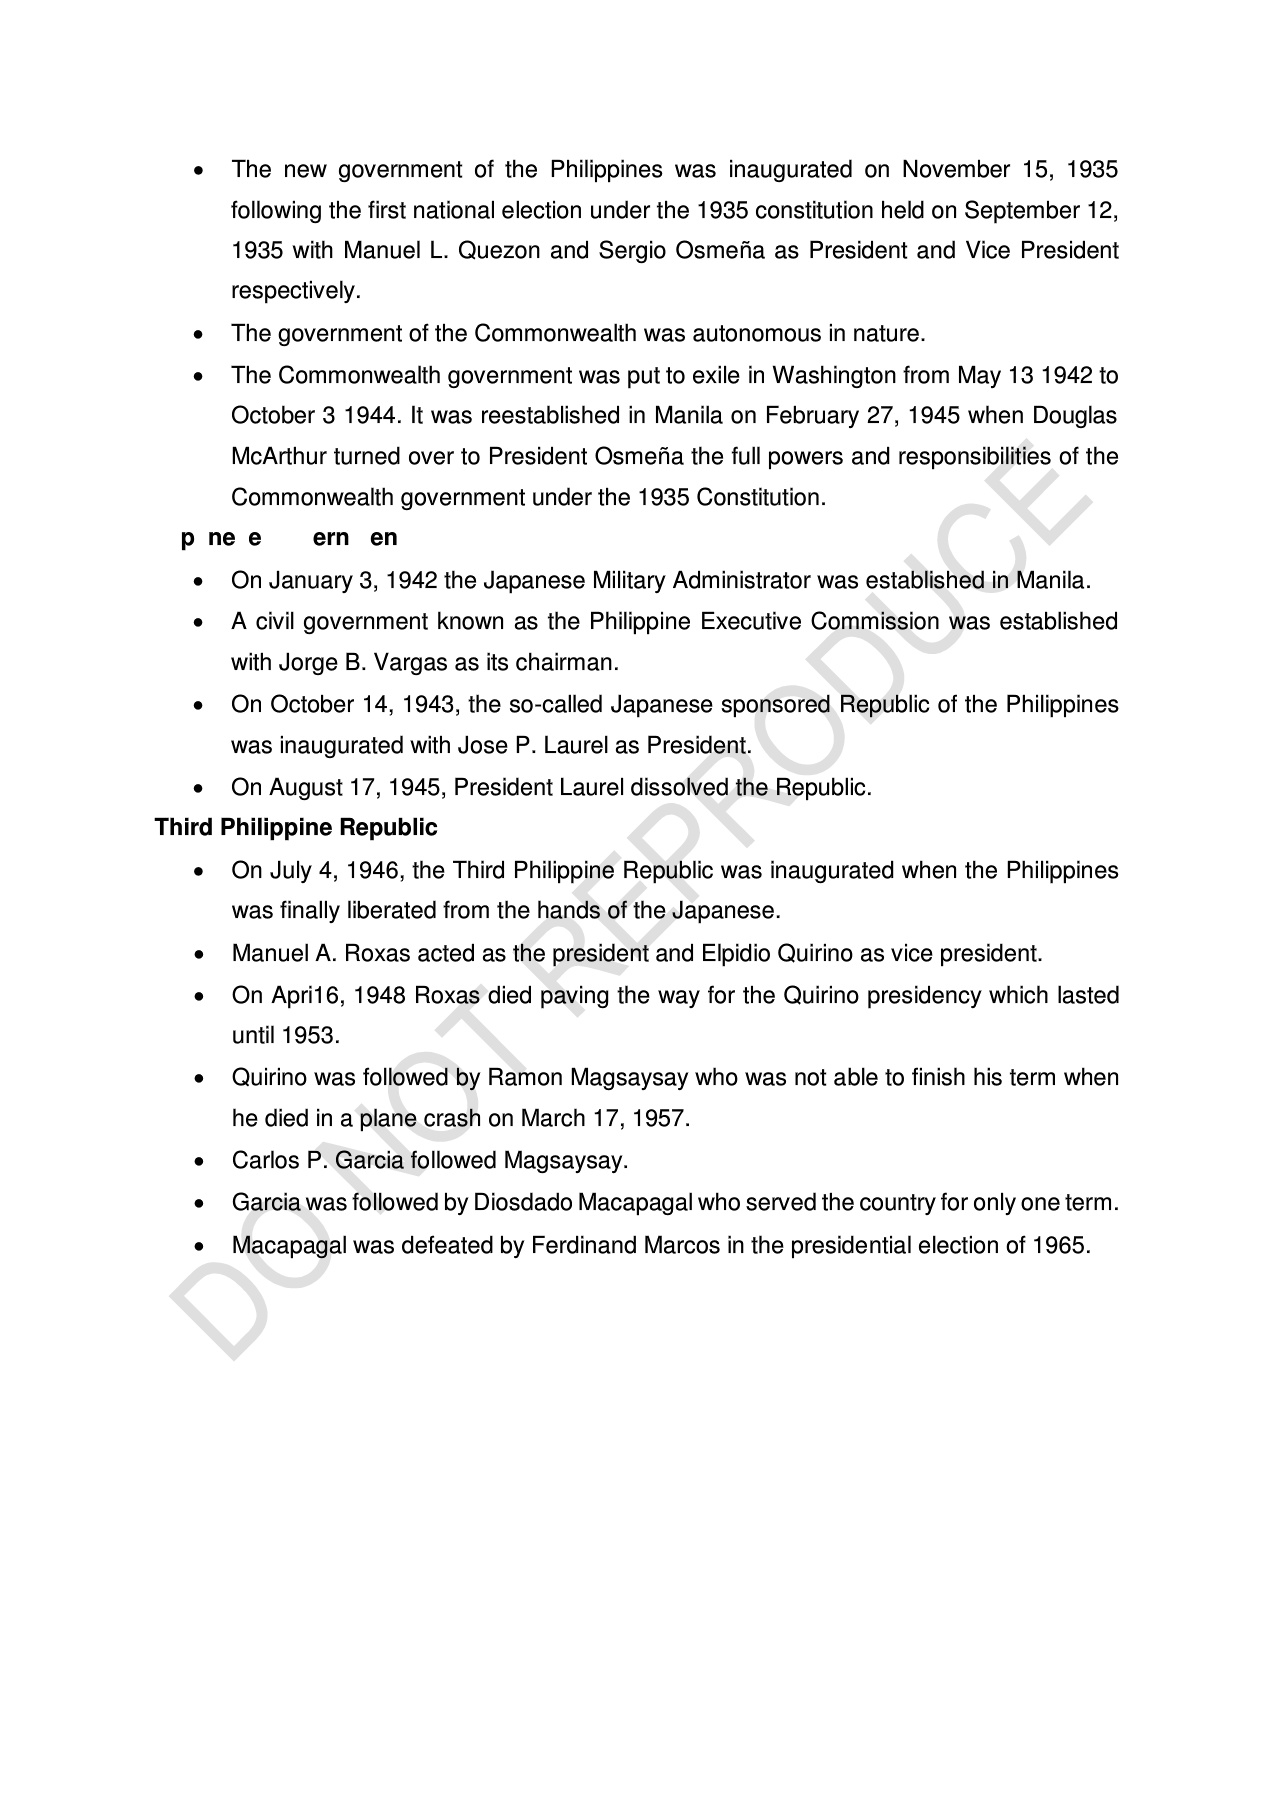 • The new government of the Philippines was inaugurated on November 15, 1935
following the first national election under the 1935 constitution held on September 12,
1935 with Manuel L. Quezon and Sergio Osmeña as President and Vice President
respectively.
• The government of the Commonwealth was autonomous in nature.
• The Commonwealth government was put to exile in Washington from May 13 1942 to
October 3 1944. It was reestablished in Manila on February 27, 1945 when Douglas
McArthur turned over to President Osmeña the full powers and responsibilities of the
Commonwealth government under the 1935 Constitution.
p ne e ern en
• On January 3, 1942 the Japanese Military Administrator was established in Manila.
• A civil government known as the Philippine Executive Commission was established
with Jorge B. Vargas as its chairman.
• On October 14, 1943, the so-called Japanese sponsored Republic of the Philippines
was inaugurated with Jose P. Laurel as President.
• On August 17, 1945, President Laurel dissolved the Republic.
Third Philippine Republic
• On July 4, 1946, the Third Philippine Republic was inaugurated when the Philippines
was finally liberated from the hands of the Japanese.
• Manuel A. Roxas acted as the president and Elpidio Quirino as vice president.
• On Apri16, 1948 Roxas died paving the way for the Quirino presidency which lasted
until 1953.
• Quirino was followed by Ramon Magsaysay who was not able to finish his term when
he died in a plane crash on March 17, 1957.
• Carlos P. Garcia followed Magsaysay.
• Garcia was followed by Diosdado Macapagal who served the country for only one term.
• Macapagal was defeated by Ferdinand Marcos in the presidential election of 1965.
DO NOT REPRODUCE